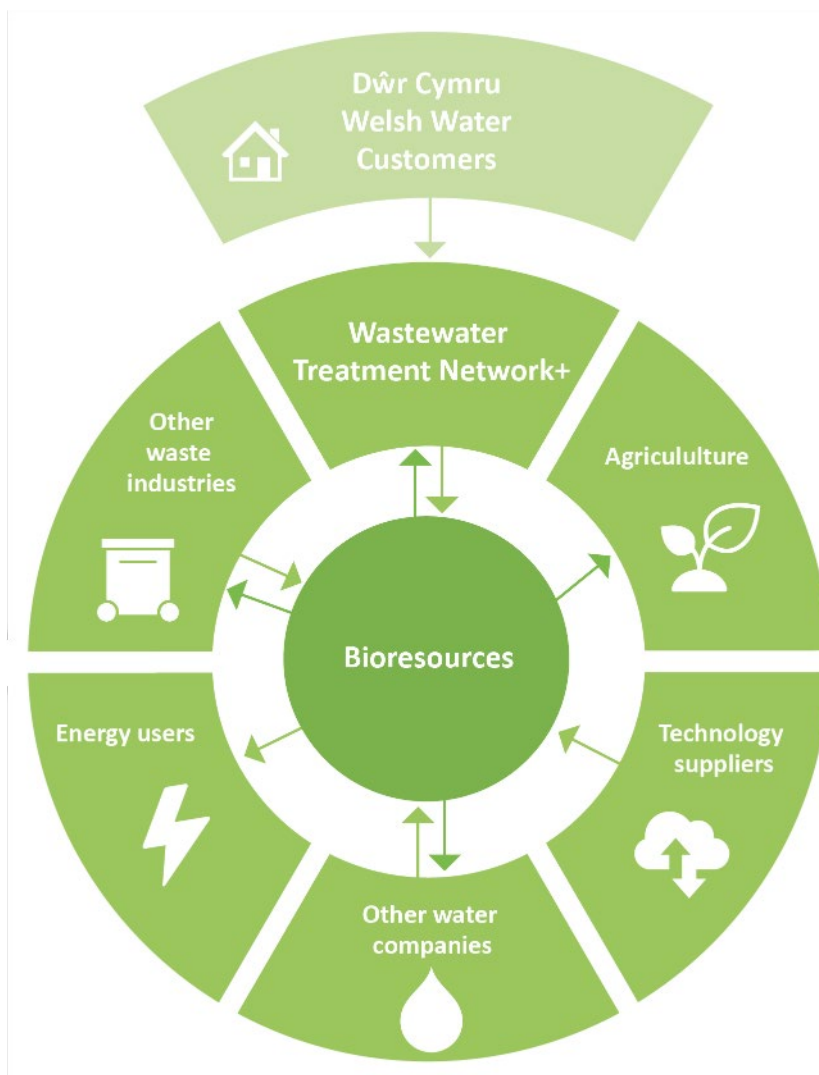 Dŵr Cymru
Welsh Water
Customers
Wastewater
Treatment Network+
Other
waste
industries
Agricululture
Bioresources
Energy users
Technology
suppliers
Other water
companies